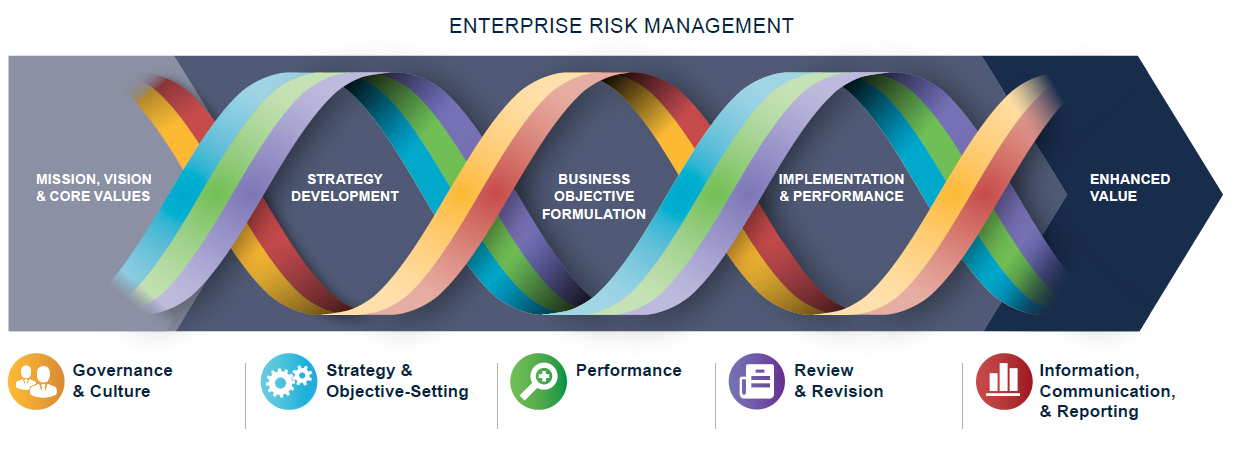 ENTERPRISE RISK MANAGEMENT
MISSION, VISION
& CORE VALUES
STRATEGY
DEVELOPMENT
BUSINESS
OBJECTIVE
FORMULATION
IMPLEMENTATION
& PERFORMANCE
ENHANCED
VALUE
Governance
& Culture
Strategy &
Objective-Setting
Performance
Review
& Revision
Information,
Communication,
& Reporting